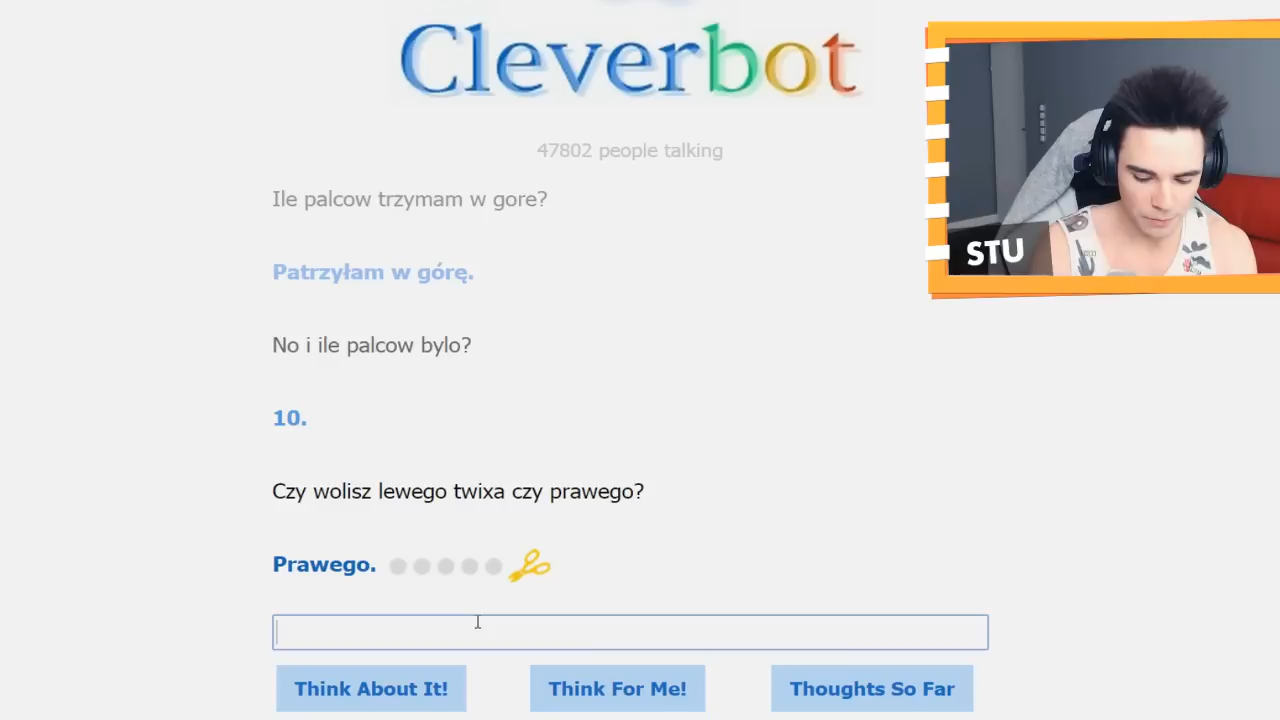 Cleverbot
47802 people talking
Ile palcow trzymam w gore?
Patrzyłam w górę.
No i ile palcow bylo?
10.
Czy wolisz lewego twixa czy prawego?
Prawego.
Think About It!
Think For Me!
Thoughts So Far
STU